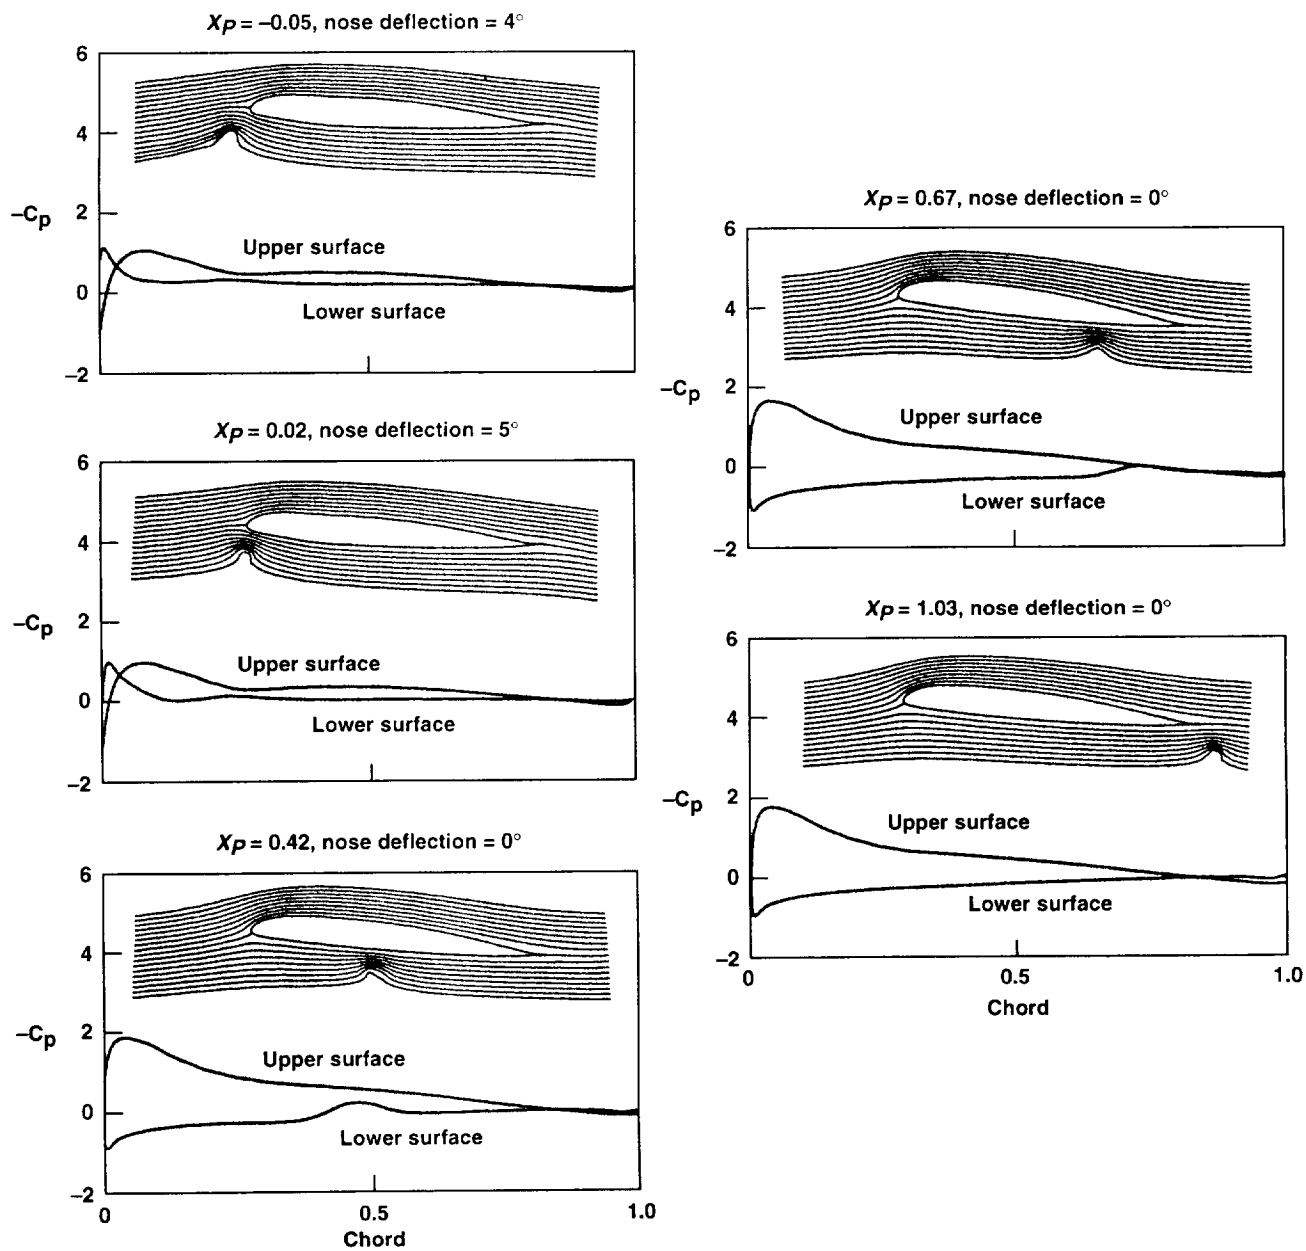 Xp = –0.05, nose deflection = 4°
6
4
2
–Cp
Upper surface
0
Lower surface
–2
Xp = 0.02, nose deflection = 5°
6
4
2
–Cp
Upper surface
0
Lower surface
–2
Xp = 0.42, nose deflection = 0°
6
4
2
–Cp
Upper surface
0
Lower surface
–2
0 0.5 1.0
Chord
Xp = 0.67, nose deflection = 0°
6
4
2
–Cp
Upper surface
0
Lower surface
–2
Xp = 1.03, nose deflection = 0°
6
4
2
–Cp
Upper surface
0
Lower surface
–2
0 0.5 1.0
Chord